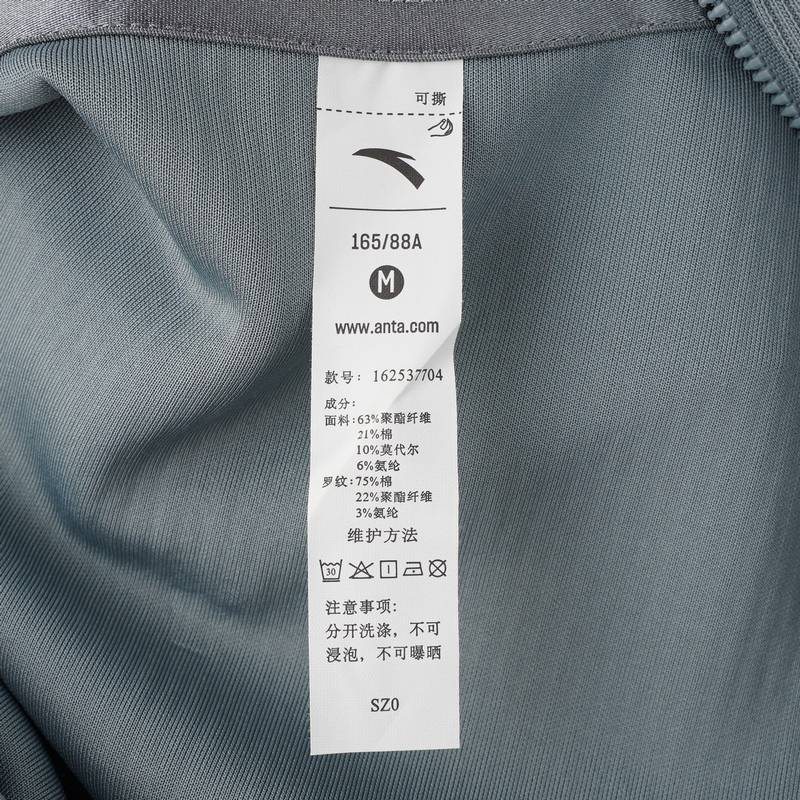 可撕
165/88A
M
www.anta.com
款号：162537704
成分：
面料：63%聚酯纤维
21%棉
10%莫代尔
6%氨纶
罗纹：75%棉
22%聚酯纤维
3%氨纶
维护方法
30
注意事项：
分开洗涤，不可
浸泡，不可曝晒
SZ0